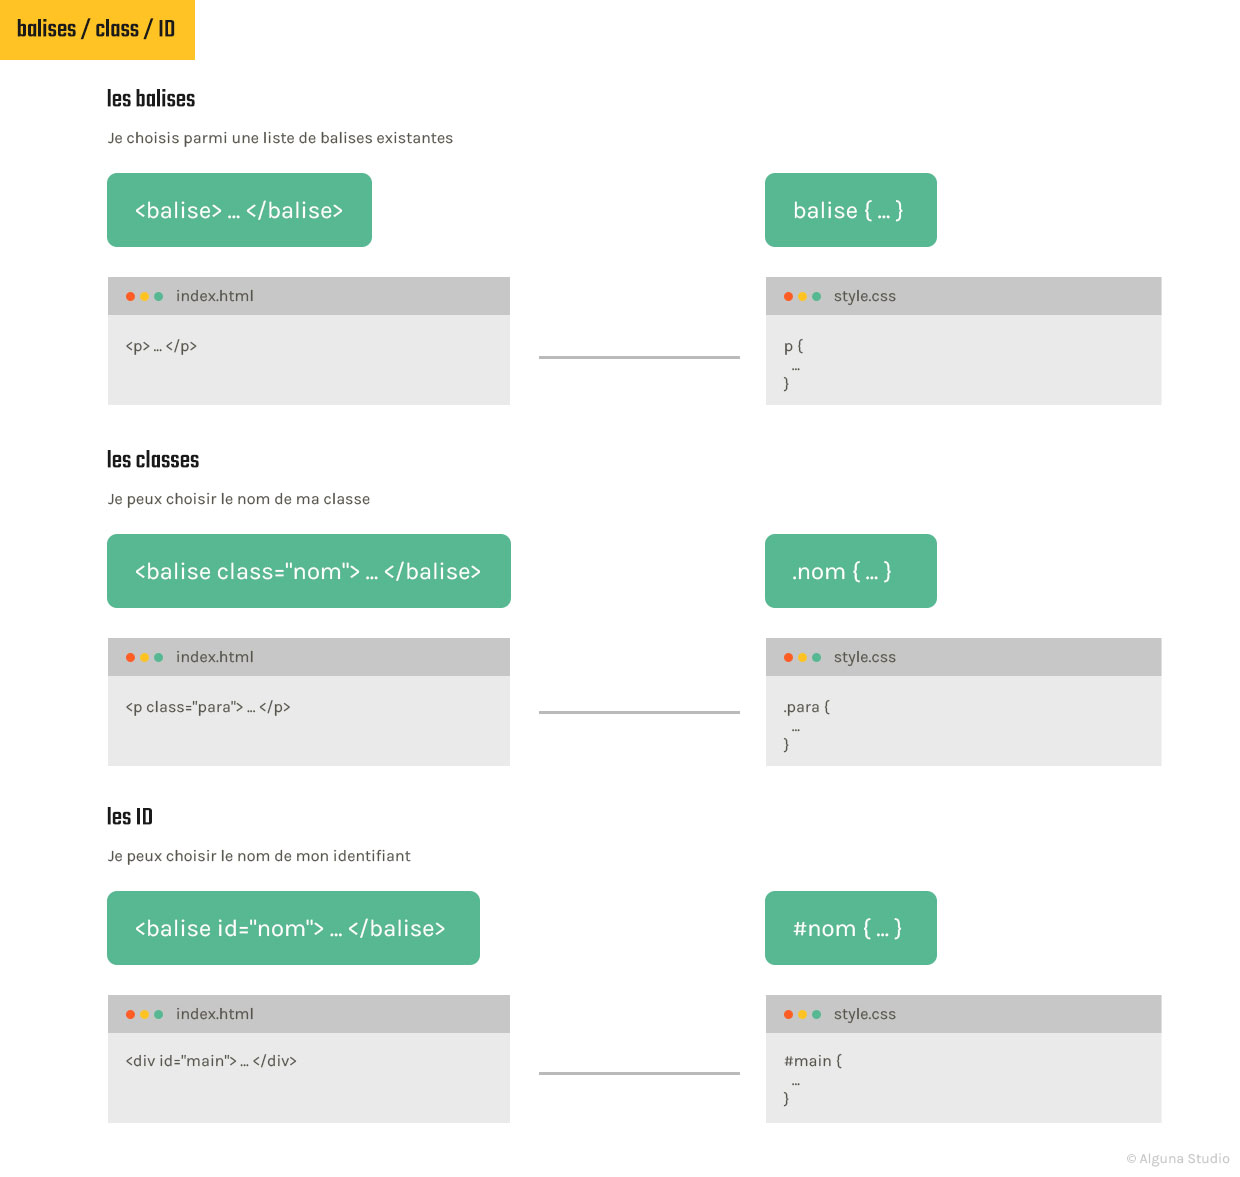 balises / class / ID
les balises
Je choisis parmi une liste de balises existantes
<balise> ... </balise>
balise { ... }
index.html
style.css
<p> ... </p>
p {
...
}
les classes
Je peux choisir le nom de ma classe
<balise class="nom"> ... </balise>
.nom { ... }
index.html
style.css
<p class="para"> ... </p>
.para {
...
}
les ID
Je peux choisir le nom de mon identifiant
<balise id="nom"> ... </balise>
#nom { ... }
index.html
style.css
<div id="main"> ... </div>
#main {
...
}
© Alguna Studio